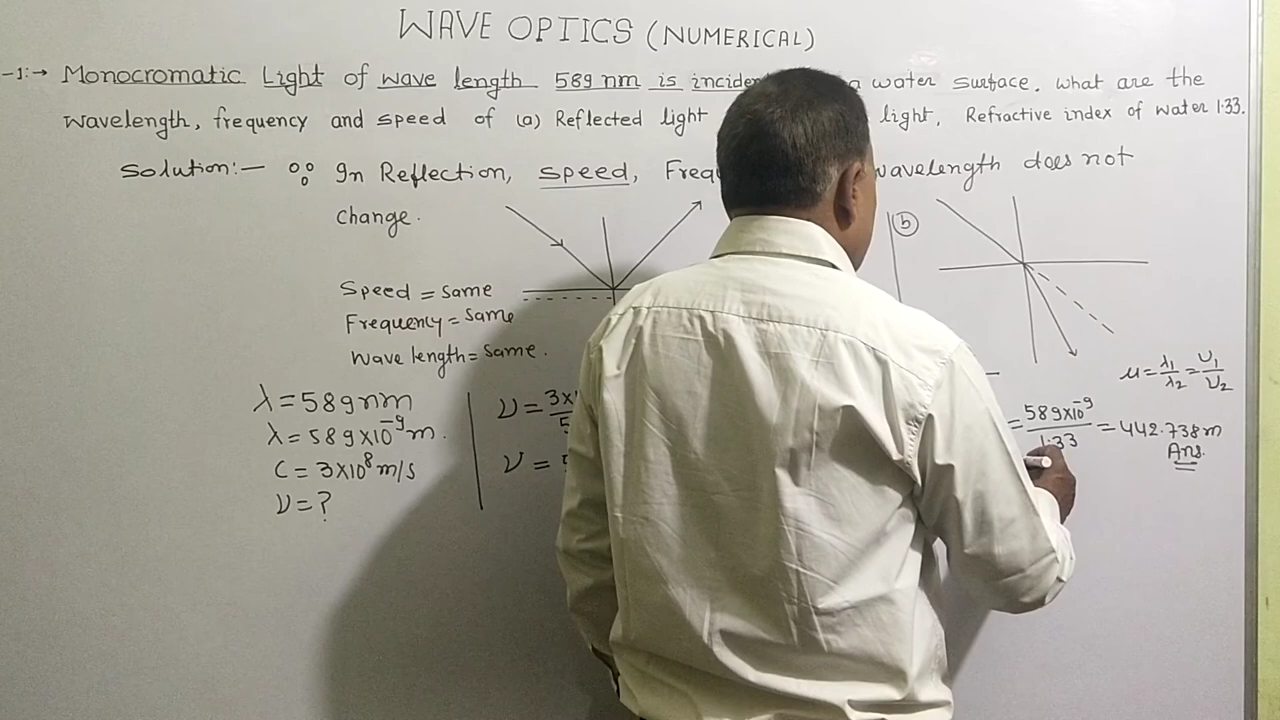 WAVE OPTICS (NUMERICAL)
-1:→ Monocromatic Light of wave length 589 nm is a water surface. what are the
wavelength, frequency and speed of (a) Reflected light light, Refractive index of water 1.33.
Solution:— ∵ In Reflection, speed, wavelength does not
change.
Speed = same
Frequency = same
Wave length = same.
λ = 589 nm
λ = 589×10⁻⁹ m.
C = 3×10⁸ m/s
ν = ?
ν = 3×
ν =
b
μ = λ₁/λ₂ = υ₁/υ₂
= 589×10⁻⁹/1.33 = 442.738 m
Ans.